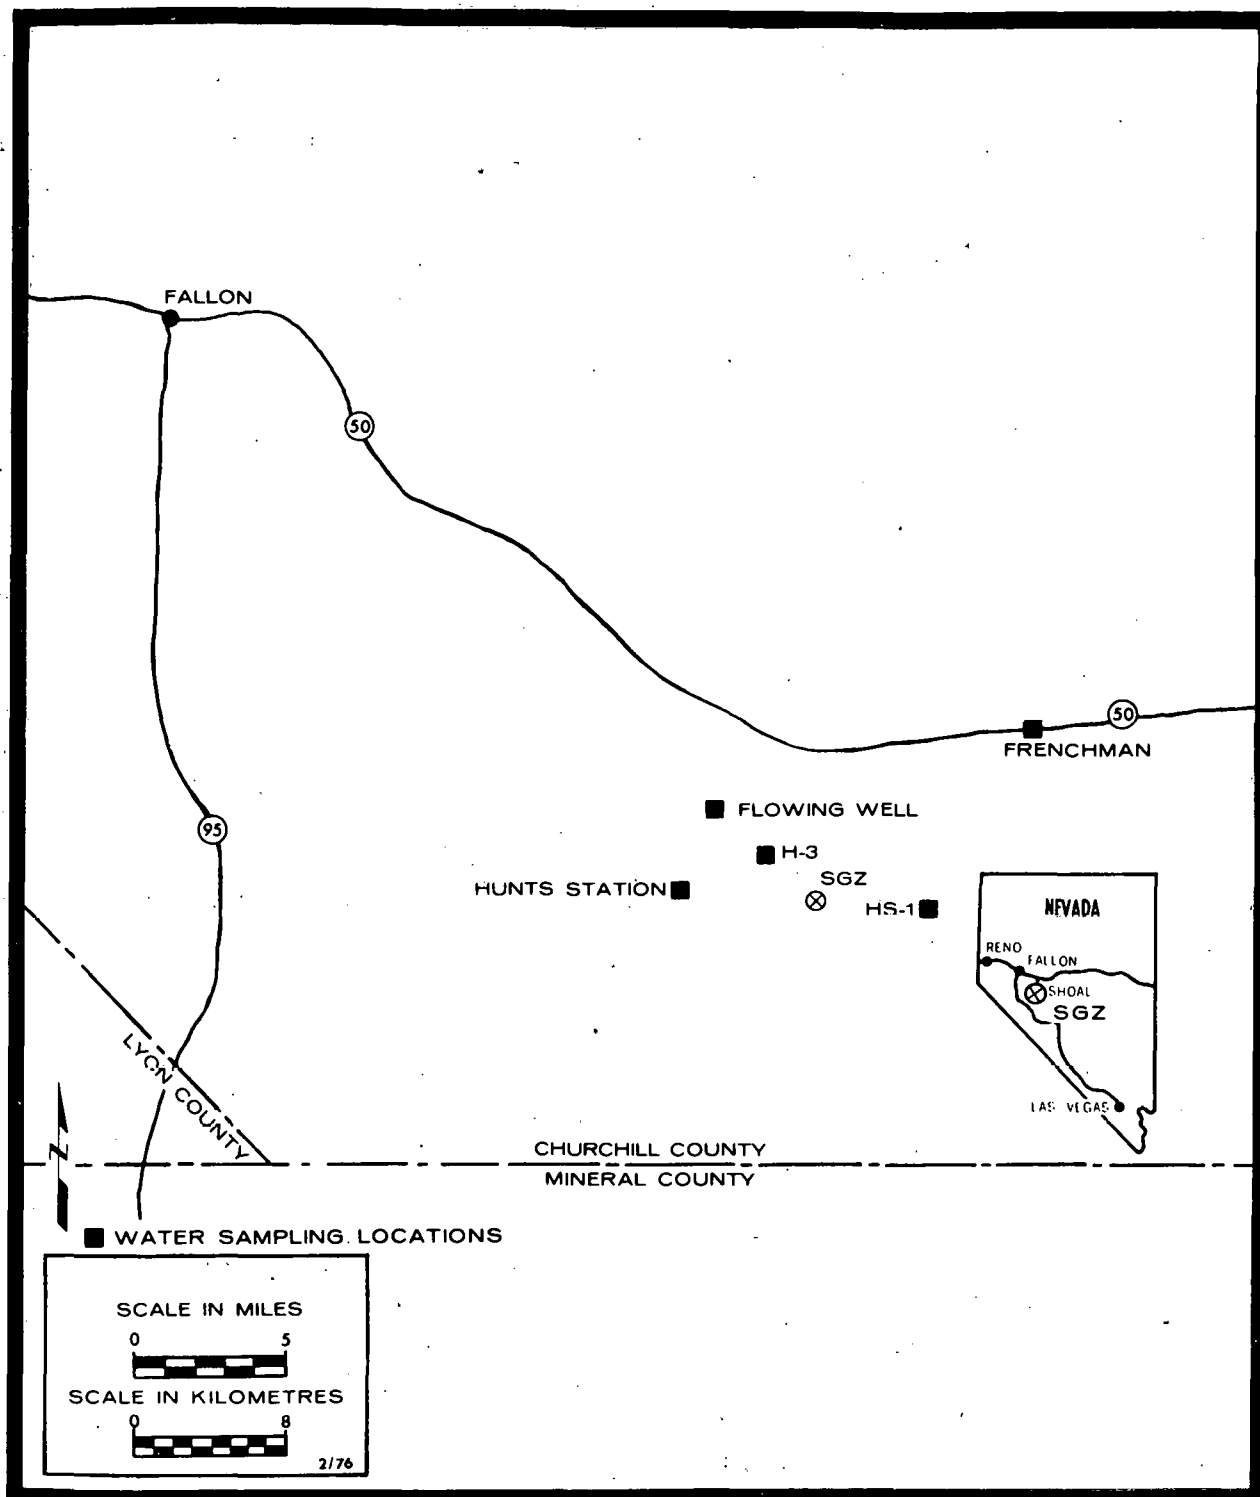 FALLON
50
50
FRENCHMAN
FLOWING WELL
H-3
SGZ
HUNTS STATION
HS-1
95
NEVADA
RENO
FALLON
SHOAL
SGZ
LAS VEGAS
LYON COUNTY
N
CHURCHILL COUNTY
MINERAL COUNTY
WATER SAMPLING LOCATIONS
SCALE IN MILES
0 5
SCALE IN KILOMETRES
0 8
2/76